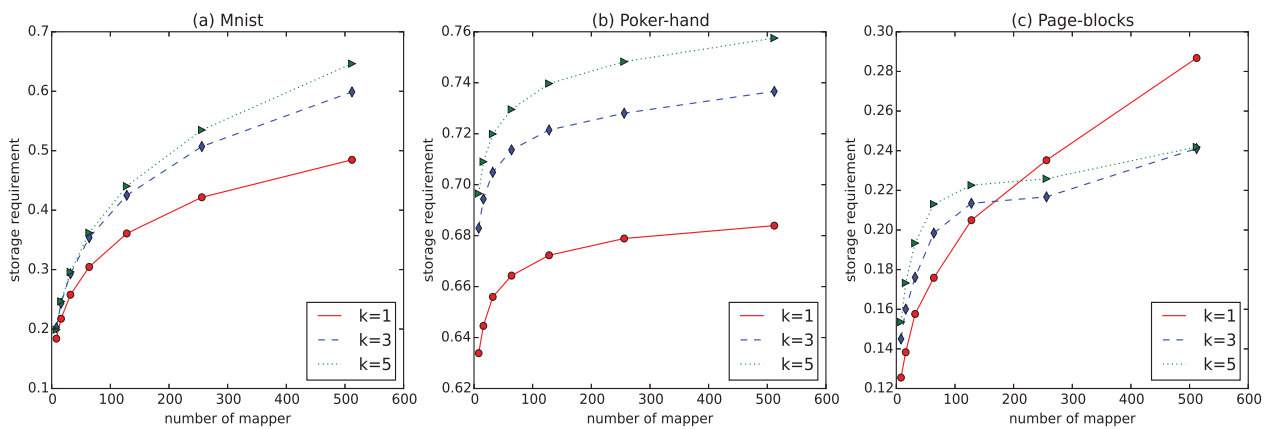 (a) Mnist
0.7
0.6
0.5
0.4
0.3
0.2
0.1
storage requirement
0 100 200 300 400 500 600
number of mapper
k=1
k=3
k=5
(b) Poker-hand
0.76
0.74
0.72
0.70
0.68
0.66
0.64
0.62
storage requirement
0 100 200 300 400 500 600
number of mapper
k=1
k=3
k=5
(c) Page-blocks
0.30
0.28
0.26
0.24
0.22
0.20
0.18
0.16
0.14
0.12
storage requirement
0 100 200 300 400 500 600
number of mapper
k=1
k=3
k=5